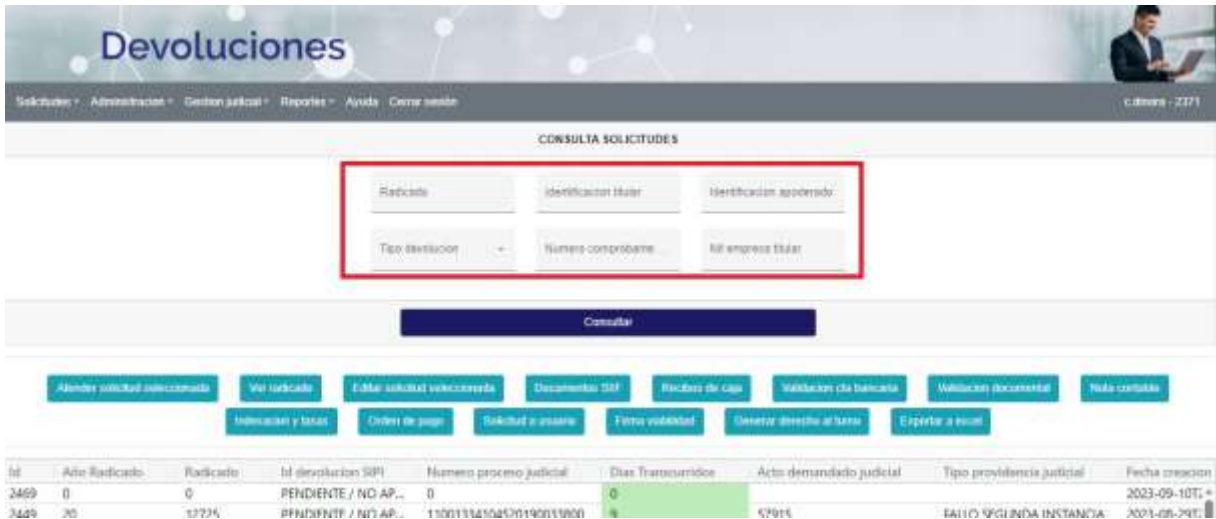 Devoluciones
Solicitudes Administracion Gestion judicial Reportes Ayuda Cerrar sesión - 2371
CONSULTA SOLICITUDES
Radicado Identificacion titular Identificacion apoderado
Tipo devolucion Numero comprobante ... Nit empresa titular
Consultar
Atender solicitud seleccionada Ver radicado Editar solicitud seleccionada Documentos SIIF Recibos de caja Validacion cta bancaria Validacion documental Nota contable
Indexacion y tasas Orden de pago Solicitud a usuario Firma viabilidad Generar derecho al turno Exportar a excel
Id Año Radicado Radicado Id devolucion SIPI Numero proceso judicial Dias Transcurridos Acto demandado judicial Tipo providencia judicial Fecha creacion
2469 0 0 PENDIENTE / NO AP... 0 0 2023-09-10T
2449 20 12725 PENDIENTE / NO AP... 11001334104520190033800 9 57915 FALLO SEGUNDA INSTANCIA 2023-08-29T